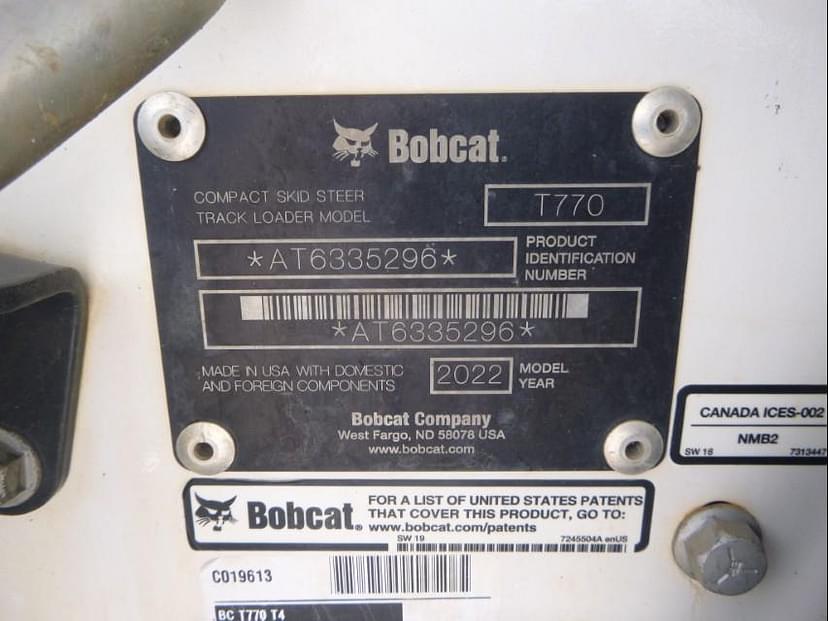 Bobcat.
COMPACT SKID STEER
TRACK LOADER MODEL
T770
*AT6335296*
PRODUCT
IDENTIFICATION
NUMBER
*AT6335296*
MADE IN USA WITH DOMESTIC
AND FOREIGN COMPONENTS
2022
MODEL
YEAR
Bobcat Company
West Fargo, ND 58078 USA
www.bobcat.com
CANADA ICES-002
NMB2
SW 16
7313447
Bobcat®
FOR A LIST OF UNITED STATES PATENTS
THAT COVER THIS PRODUCT, GO TO:
www.bobcat.com/patents
SW 19
7245504A enUS
C019613
BC T770 T4